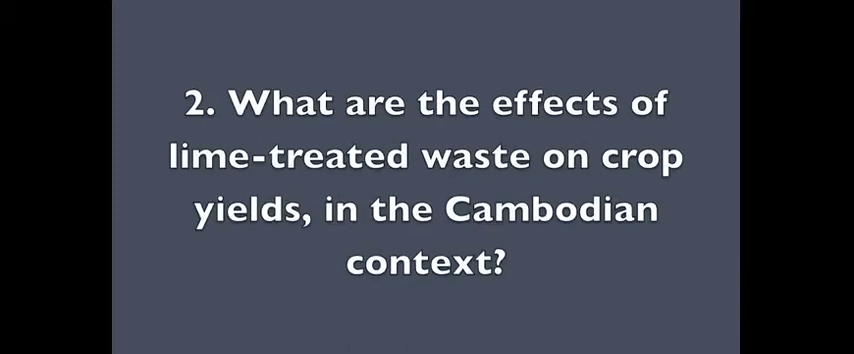 2. What are the effects of
lime-treated waste on crop
yields, in the Cambodian
context?